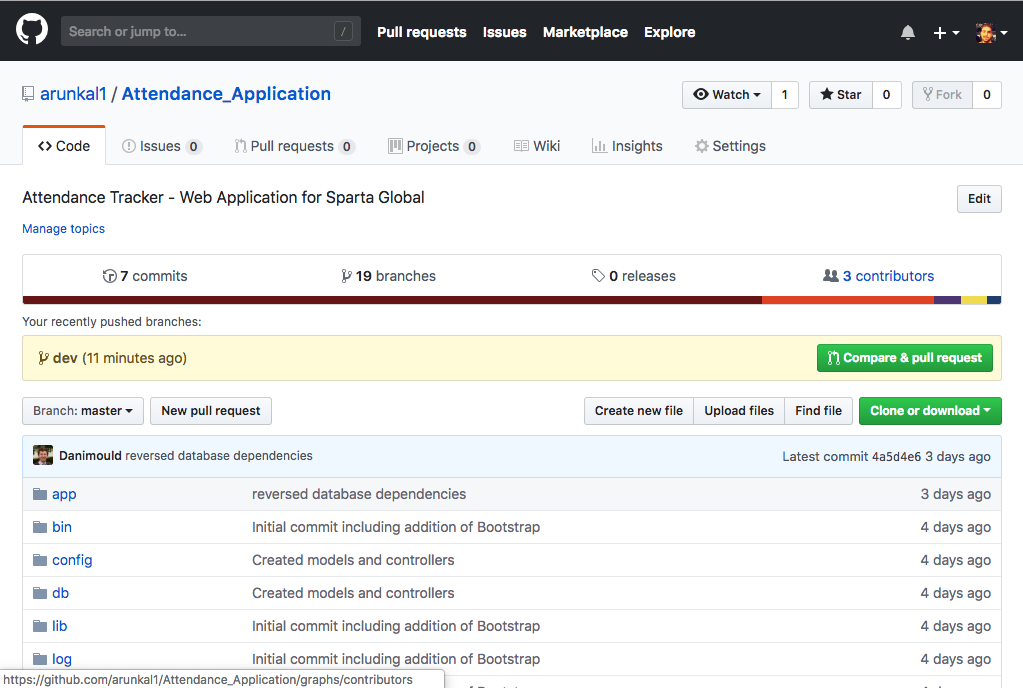 Search or jump to... / Pull requests Issues Marketplace Explore
arunkal1 / Attendance_Application Watch 1 Star 0 Fork 0
Code Issues 0 Pull requests 0 Projects 0 Wiki Insights Settings
Attendance Tracker - Web Application for Sparta Global Edit
Manage topics
7 commits 19 branches 0 releases 3 contributors
Your recently pushed branches:
dev (11 minutes ago) Compare & pull request
Branch: master New pull request Create new file Upload files Find file Clone or download
Danimould reversed database dependencies Latest commit 4a5d4e6 3 days ago
app reversed database dependencies 3 days ago
bin Initial commit including addition of Bootstrap 4 days ago
config Created models and controllers 4 days ago
db Created models and controllers 4 days ago
lib Initial commit including addition of Bootstrap 4 days ago
log Initial commit including addition of Bootstrap 4 days ago
https://github.com/arunkal1/Attendance_Application/graphs/contributors